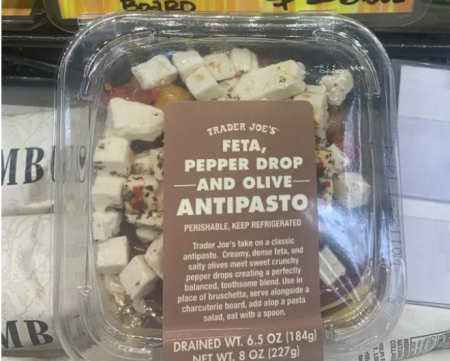 BOARD
MB
TRADER JOE'S
FETA,
PEPPER DROP
AND OLIVE
ANTIPASTO
PERISHABLE, KEEP REFRIGERATED
Trader Joe's take on a classic
antipasto. Creamy, dense feta, and
salty olives meet sweet crunchy
pepper drops creating a perfectly
balanced, toothsome blend. Use in
place of bruschetta, serve alongside a
charcuterie board, add atop a pasta
salad, eat with a spoon.
MB
DRAINED WT. 6.5 OZ (184g)
NET WT. 8 OZ (227g)